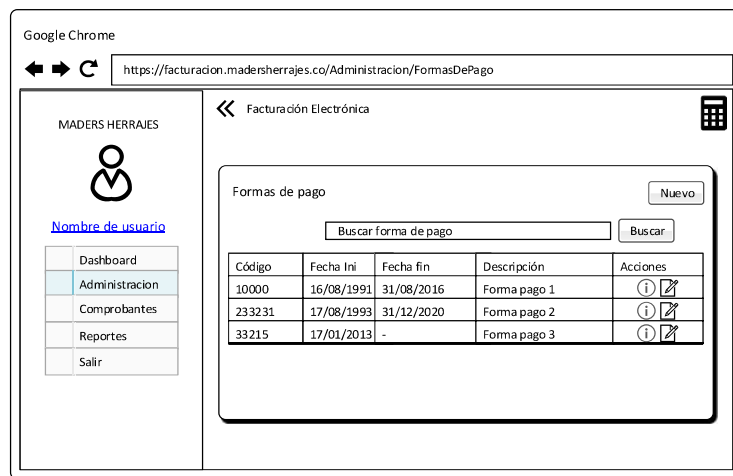 Google Chrome
https://facturacion.madersherrajes.co/Administracion/FormasDePago
MADERS HERRAJES
Nombre de usuario
Dashboard
Administracion
Comprobantes
Reportes
Salir
Facturación Electrónica
Formas de pago
Nuevo
Buscar forma de pago
Buscar
Código Fecha Ini Fecha fin Descripción Acciones
10000 16/08/1991 31/08/2016 Forma pago 1
233231 17/08/1993 31/12/2020 Forma pago 2
33215 17/01/2013 - Forma pago 3